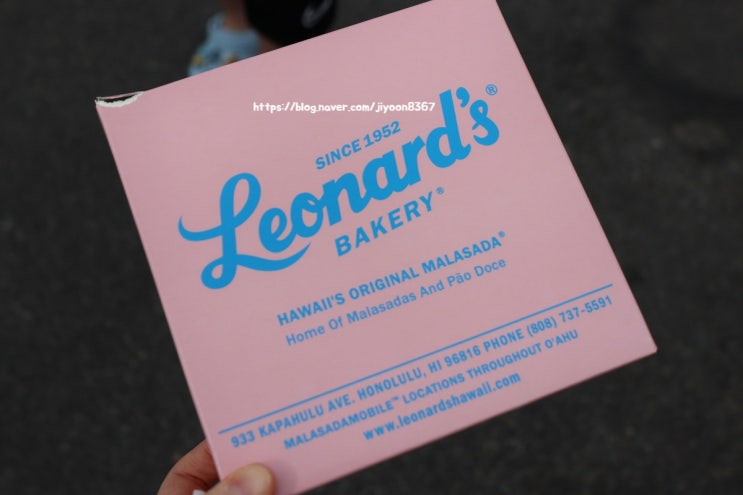 https://blog.naver.com/jiyoon8367
SINCE 1952
Leonard's®
BAKERY®
HAWAII'S ORIGINAL MALASADA®
Home Of Malasadas And Pão Doce
933 KAPAHULU AVE. HONOLULU, HI 96816 PHONE (808) 737-5591
MALASADAMOBILE™ LOCATIONS THROUGHOUT O'AHU
www.leonardshawaii.com